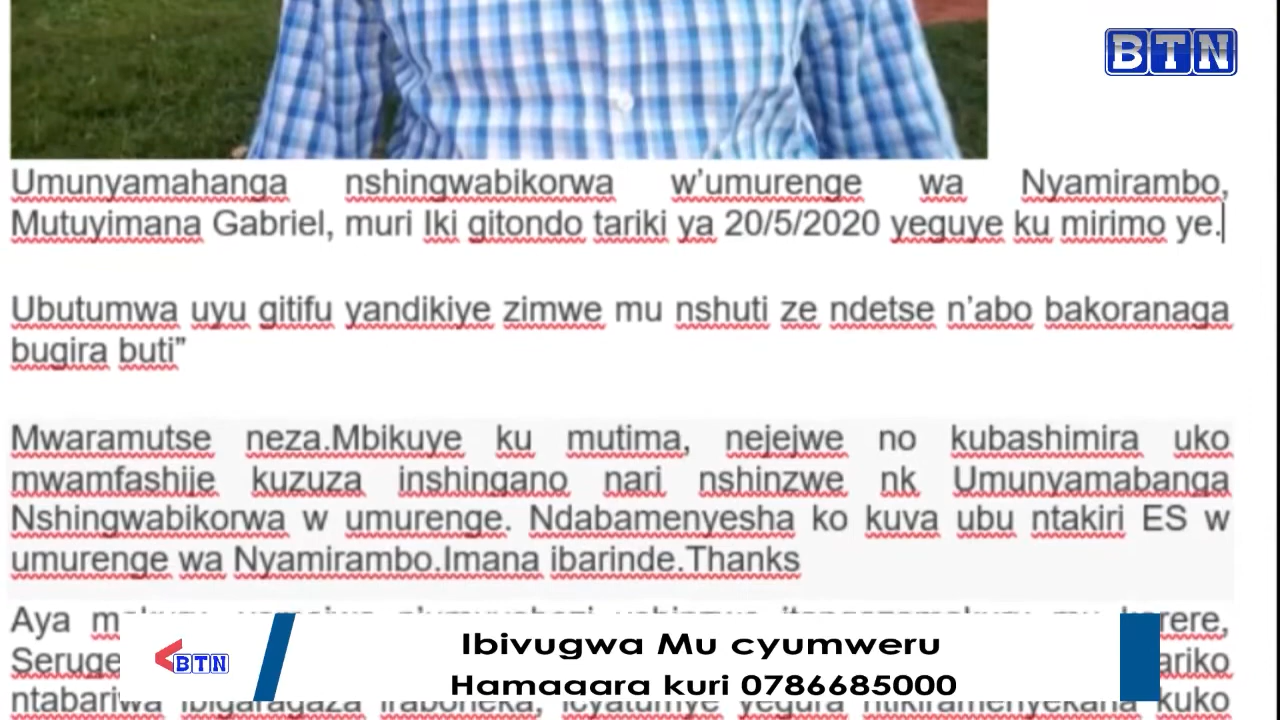 BTN
Umunyamahanga nshingwabikorwa w’umurenge wa Nyamirambo,
Mutuyimana Gabriel, muri Iki gitondo tariki ya 20/5/2020 yeguye ku mirimo ye.
Ubutumwa uyu gitifu yandikiye zimwe mu nshuti ze ndetse n’abo bakoranaga
bugira buti”
Mwaramutse neza.Mbikuye ku mutima, nejejwe no kubashimira uko
mwamfashije kuzuza inshingano nari nshinzwe nk Umunyamabanga
Nshingwabikorwa w umurenge. Ndabamenyesha ko kuva ubu ntakiri ES w
umurenge wa Nyamirambo.Imana ibarinde.Thanks
Aya
ntabariwa kuko
BTN
Ibivugwa Mu cyumweru
Hamagara kuri 0786685000